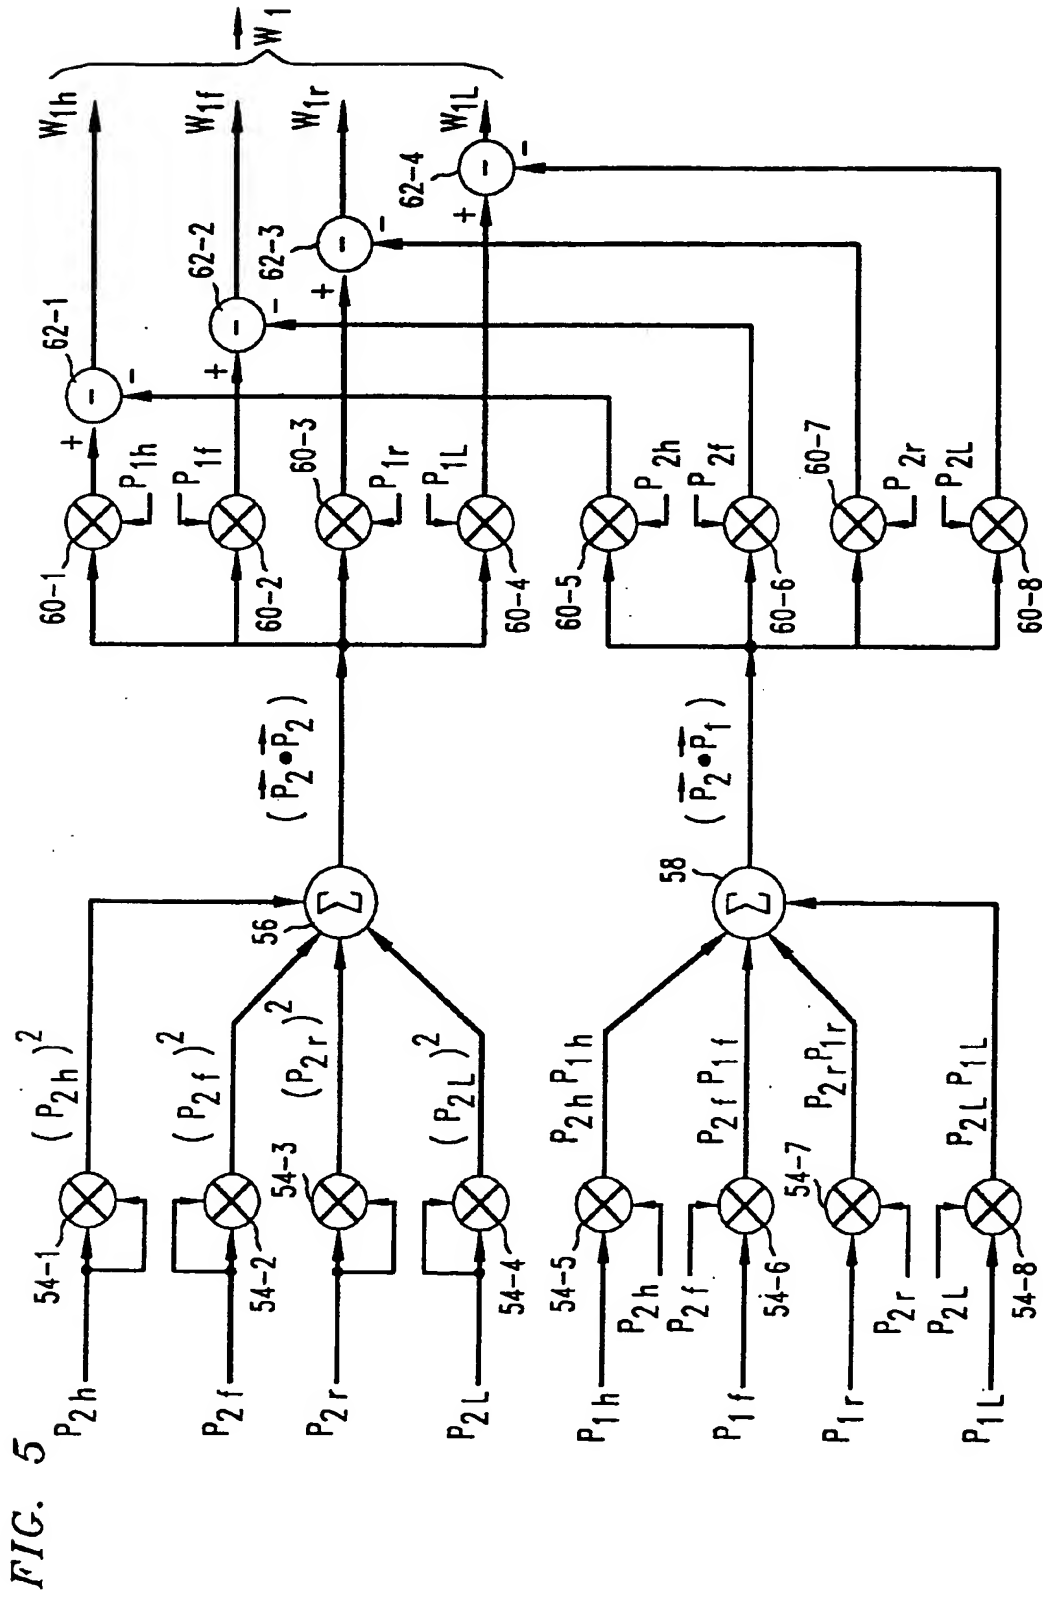 FIG. 5
P2h
54-1
(P2h)²
P2f
54-2
(P2f)²
P2r
54-3
(P2r)²
P2L
54-4
(P2L)²
56
Σ
(P2•P2)
P1h
P2h
54-5
P2hP1h
P1f
P2f
54-6
P2fP1f
P1r
P2r
54-7
P2rP1r
P1L
P2L
54-8
P2LP1L
58
Σ
(P2•P1)
60-1
P1h
60-2
P1f
60-3
P1r
60-4
P1L
60-5
P2h
60-6
P2f
60-7
P2r
60-8
P2L
+
-
-
62-1
W1h
+
-
-
62-2
W1f
+
-
-
62-3
W1r
+
-
-
62-4
W1L
W1